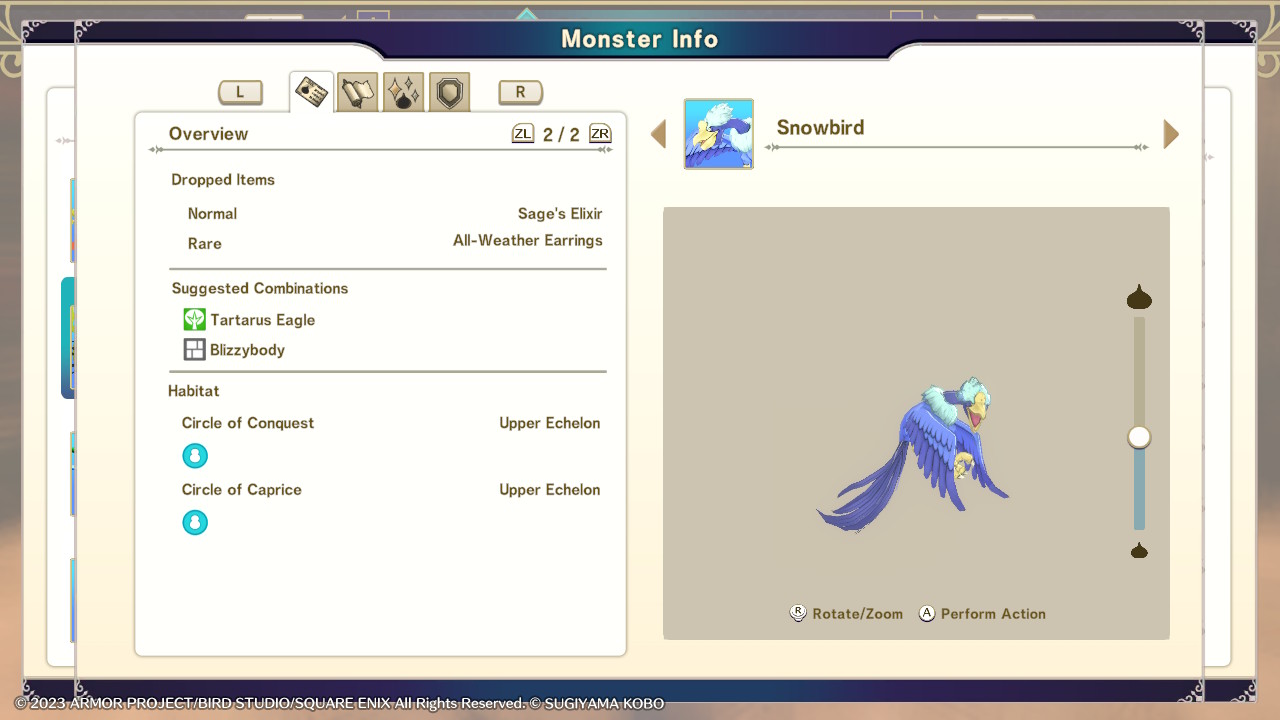 Monster Info
L
R
Overview
ZL 2 / 2 ZR
Dropped Items
Normal Sage's Elixir
Rare All-Weather Earrings
Suggested Combinations
Tartarus Eagle
Blizzybody
Habitat
Circle of Conquest Upper Echelon
Circle of Caprice Upper Echelon
Snowbird
R Rotate/Zoom A Perform Action
© 2023 ARMOR PROJECT/BIRD STUDIO/SQUARE ENIX All Rights Reserved. © SUGIYAMA KOBO